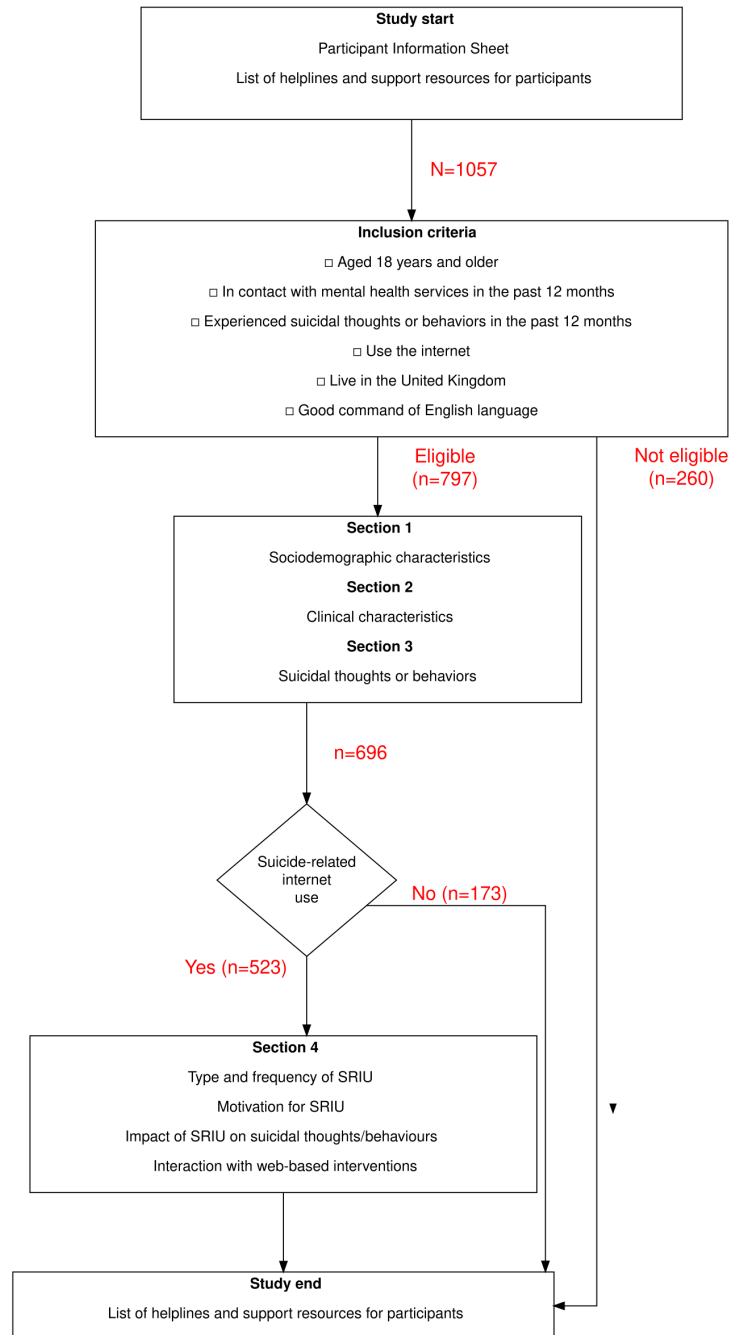 Study start
Participant Information Sheet
List of helplines and support resources for participants
N=1057
Inclusion criteria
□ Aged 18 years and older
□ In contact with mental health services in the past 12 months
□ Experienced suicidal thoughts or behaviors in the past 12 months
□ Use the internet
□ Live in the United Kingdom
□ Good command of English language
Eligible
(n=797)
Not eligible
(n=260)
Section 1
Sociodemographic characteristics
Section 2
Clinical characteristics
Section 3
Suicidal thoughts or behaviors
n=696
Suicide-related
internet
use
No (n=173)
Yes (n=523)
Section 4
Type and frequency of SRIU
Motivation for SRIU
Impact of SRIU on suicidal thoughts/behaviours
Interaction with web-based interventions
Study end
List of helplines and support resources for participants